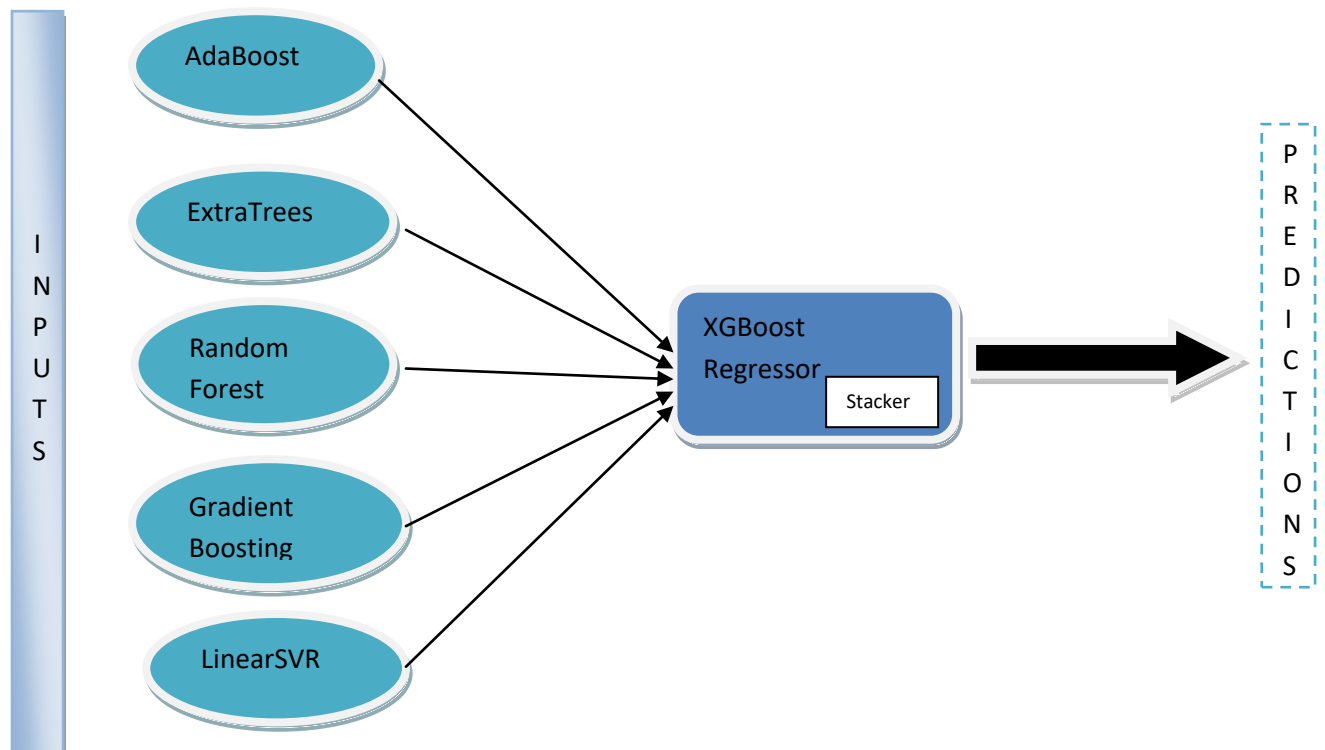 INPUTS
AdaBoost
ExtraTrees
Random
Forest
Gradient
Boosting
LinearSVR
XGBoost
Regressor
Stacker
PREDICTIONS